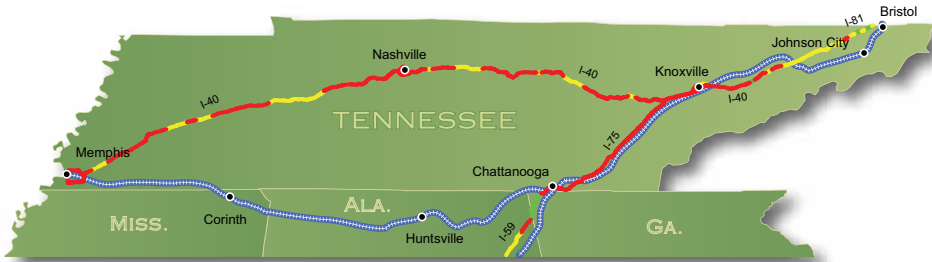 Bristol
I-81
Johnson City
Nashville
Knoxville
I-40
I-40
I-40
TENNESSEE
I-75
Memphis
Chattanooga
MISS.
Corinth
ALA.
Huntsville
I-59
GA.